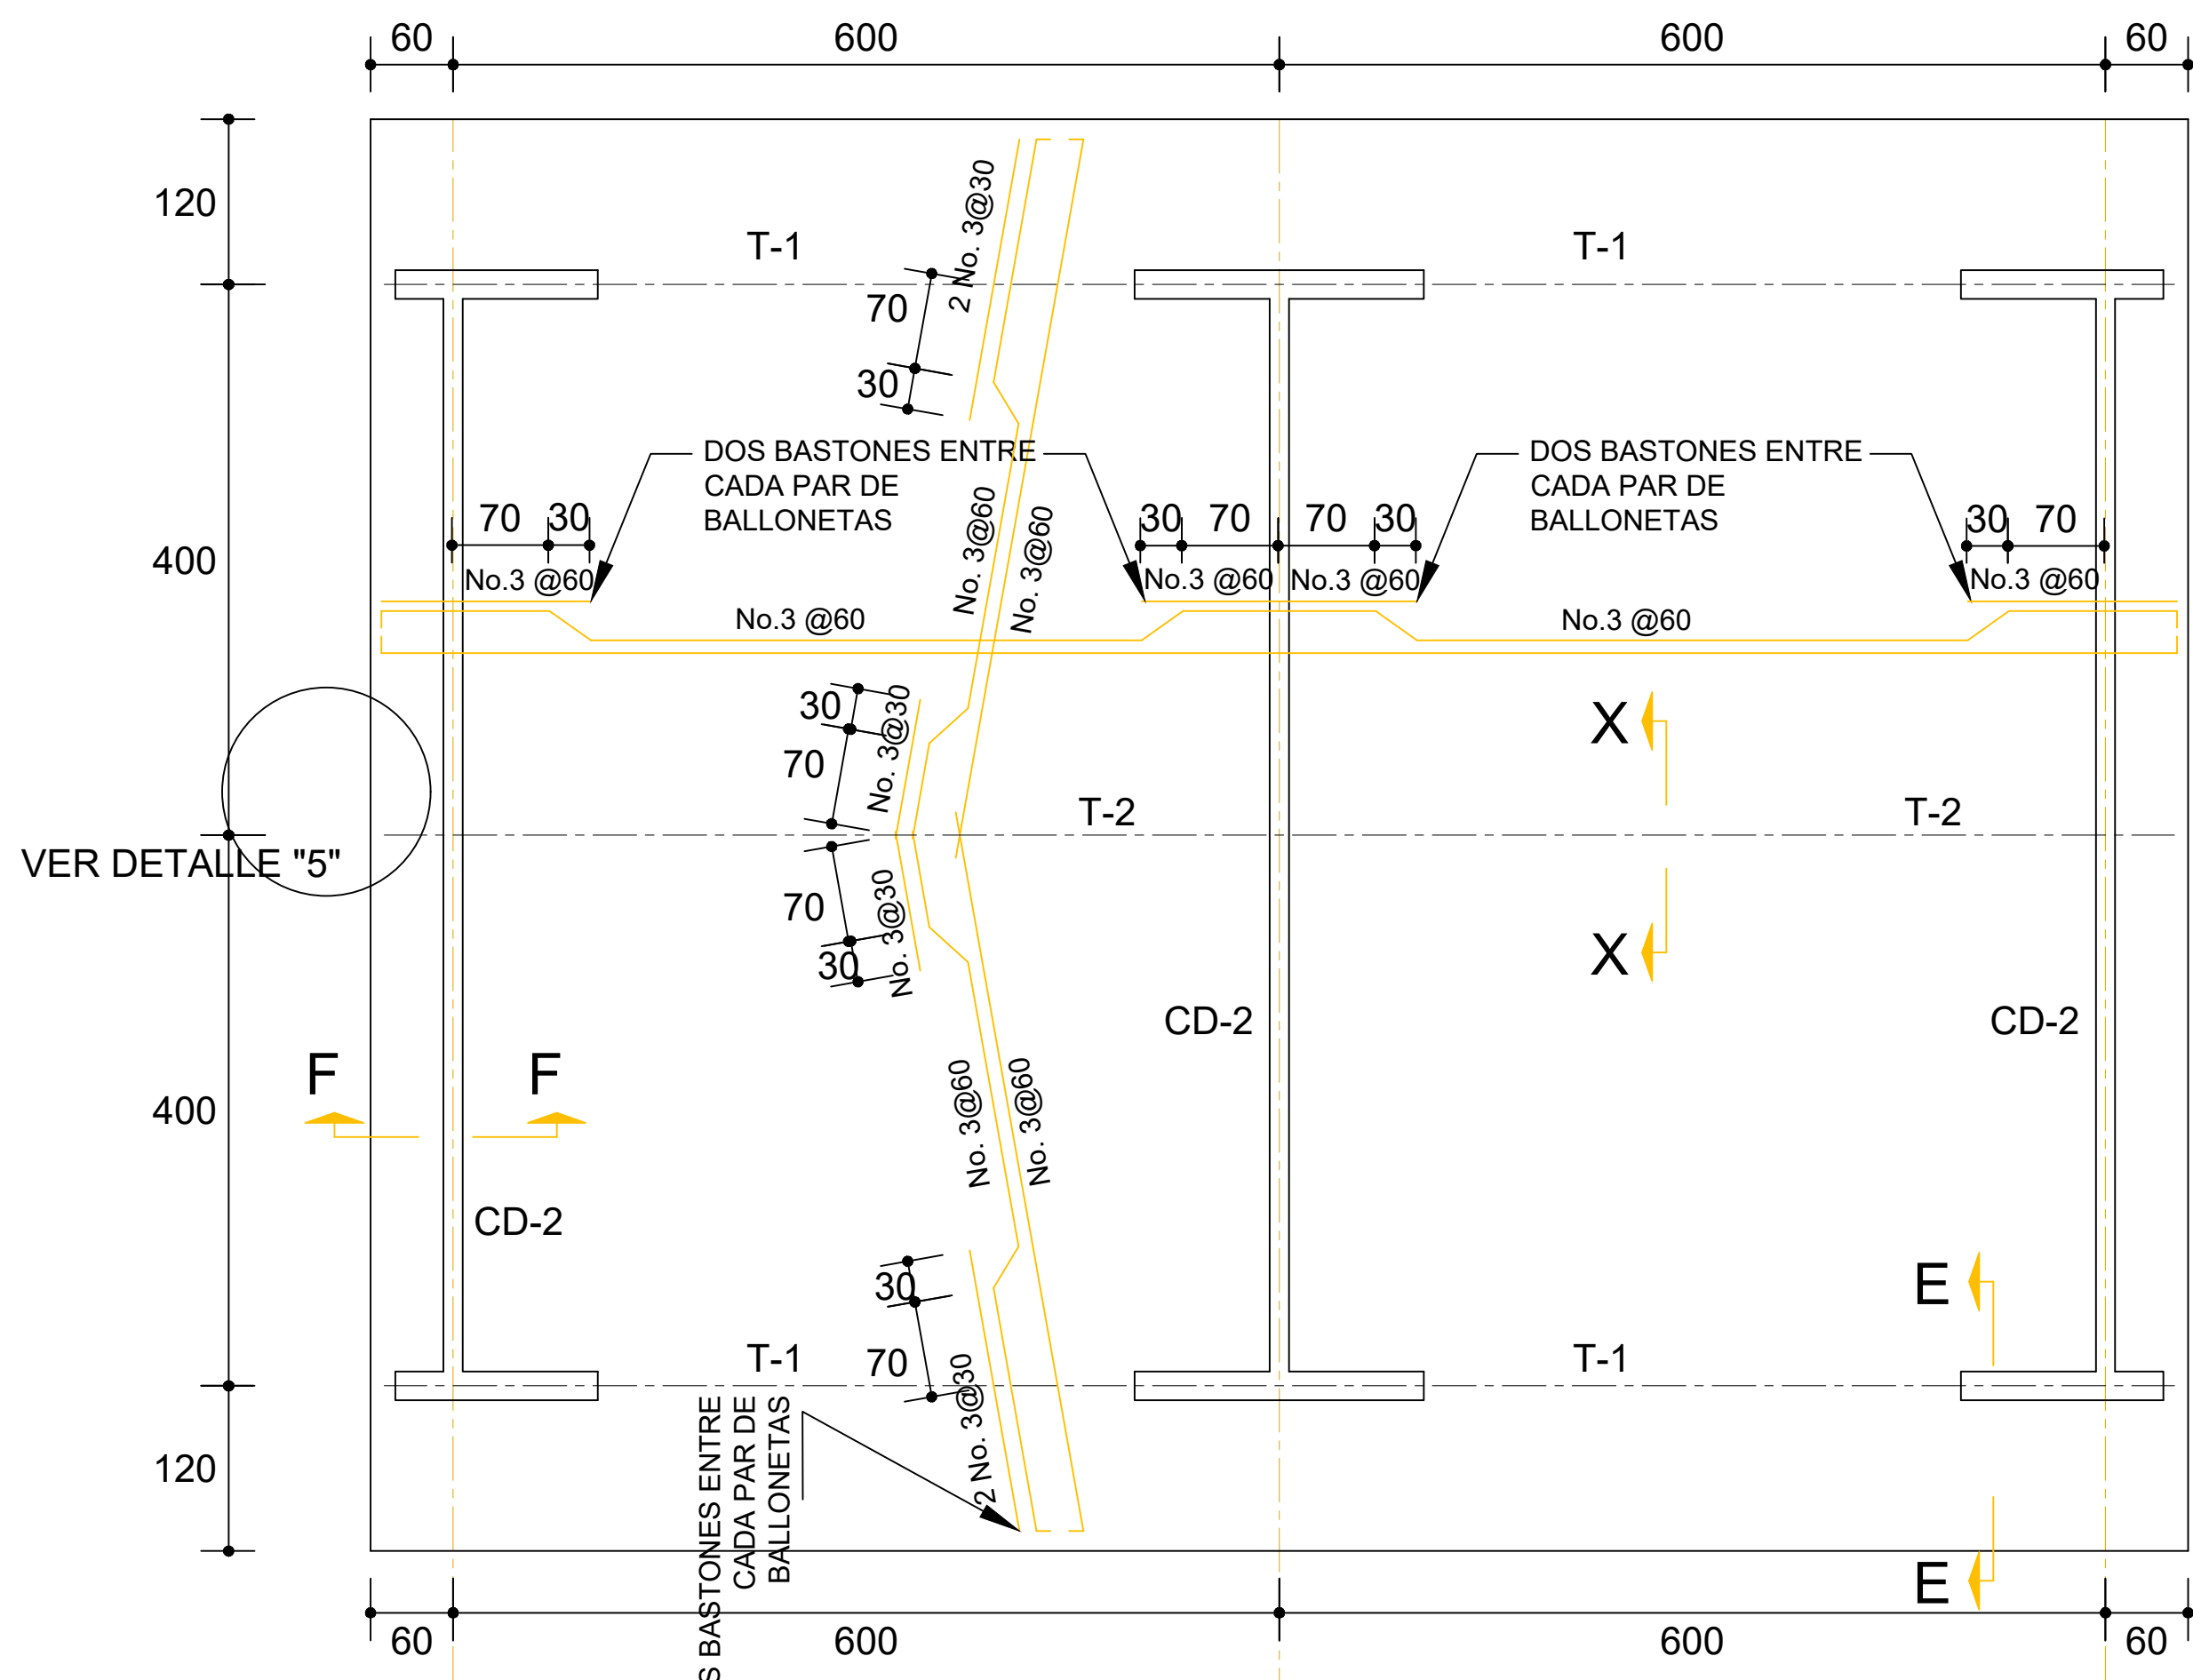 60
600
600
60
120
T-1
T-1
2 No. 3@30
70
30
DOS BASTONES ENTRE
CADA PAR DE
BALLONETAS
DOS BASTONES ENTRE
CADA PAR DE
BALLONETAS
400
70
30
30
70
70
30
30
70
No.3 @60
No.3 @60
No.3 @60
No.3 @60
No. 3@60
No. 3@60
No.3 @60
No.3 @60
30
No. 3@30
70
X
T-2
T-2
VER DETALLE "5"
70
No. 3@30
30
X
CD-2
CD-2
F
F
400
No. 3@60
No. 3@60
CD-2
30
E
T-1
70
T-1
2 No. 3@30
120
S BASTONES ENTRE
CADA PAR DE
BALLONETAS
E
60
600
600
60